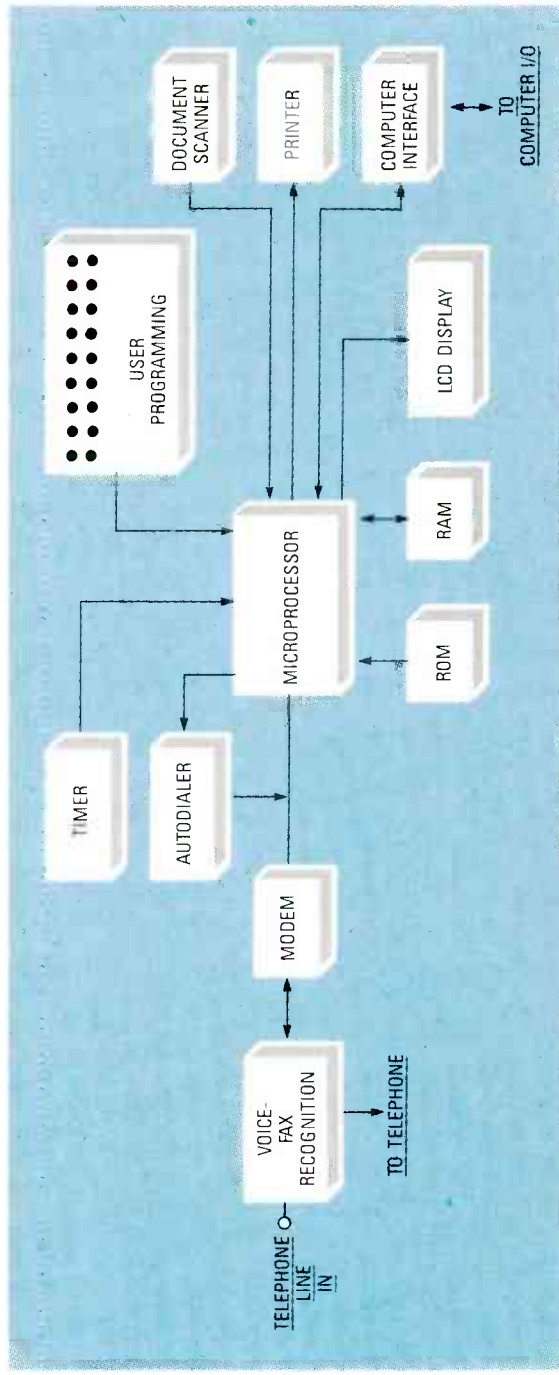 TELEPHONE
LINE
IN
VOICE-
FAX
RECOGNITION
TO TELEPHONE
MODEM
TIMER
AUTODIALER
MICROPROCESSOR
USER
PROGRAMMING
ROM
RAM
LCD DISPLAY
DOCUMENT
SCANNER
PRINTER
COMPUTER
INTERFACE
TO
COMPUTER I/O